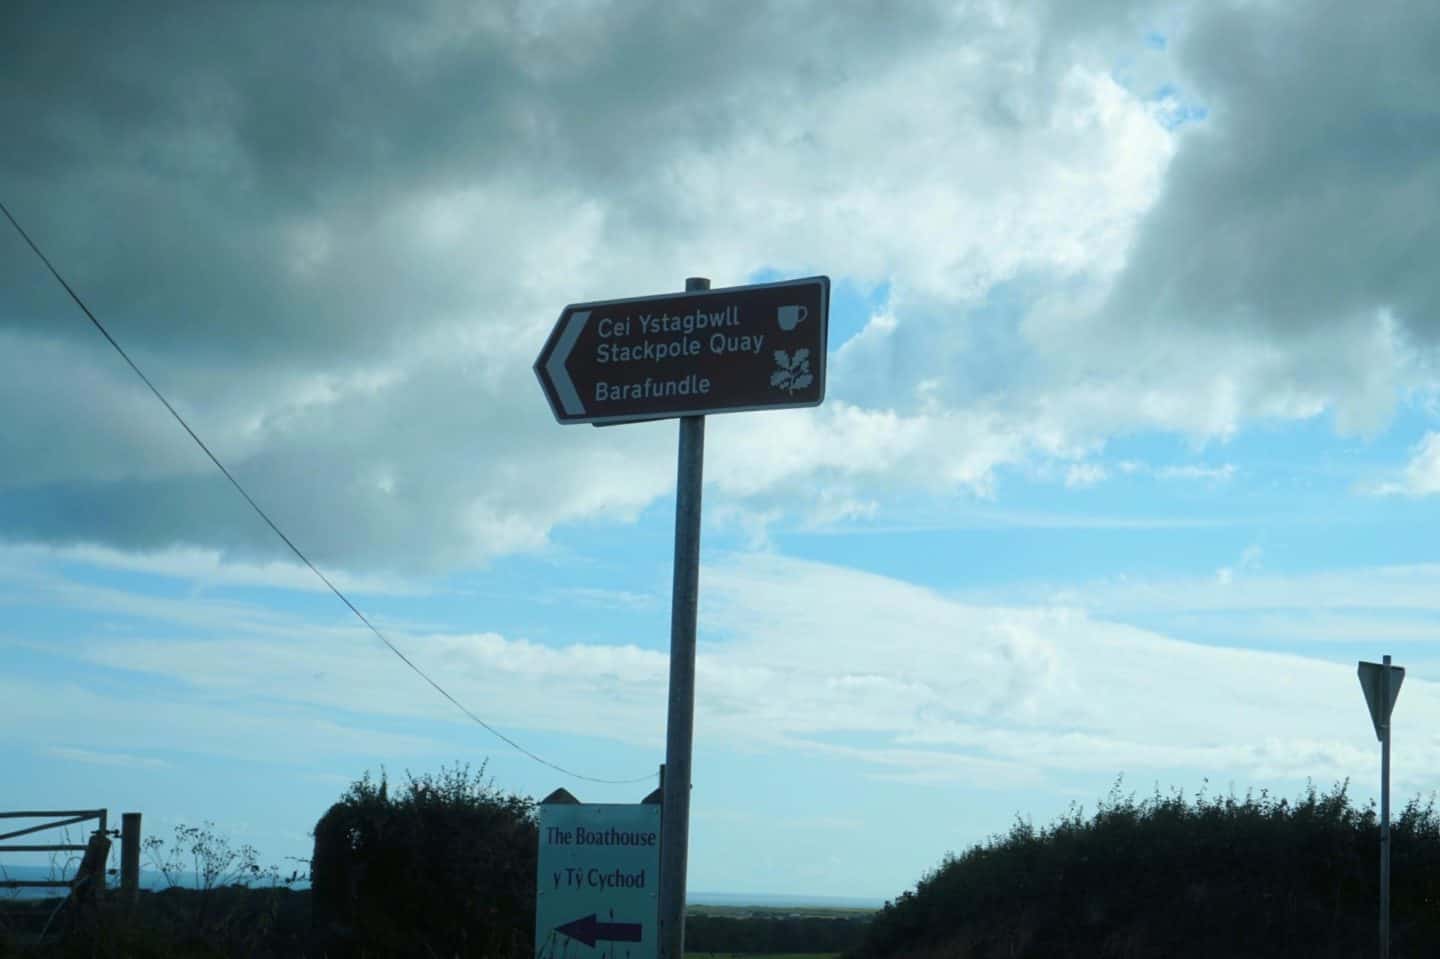 Cei Ystagbwll
Stackpole Quay
Barafundle
The Boathouse
y Tŷ Cychod